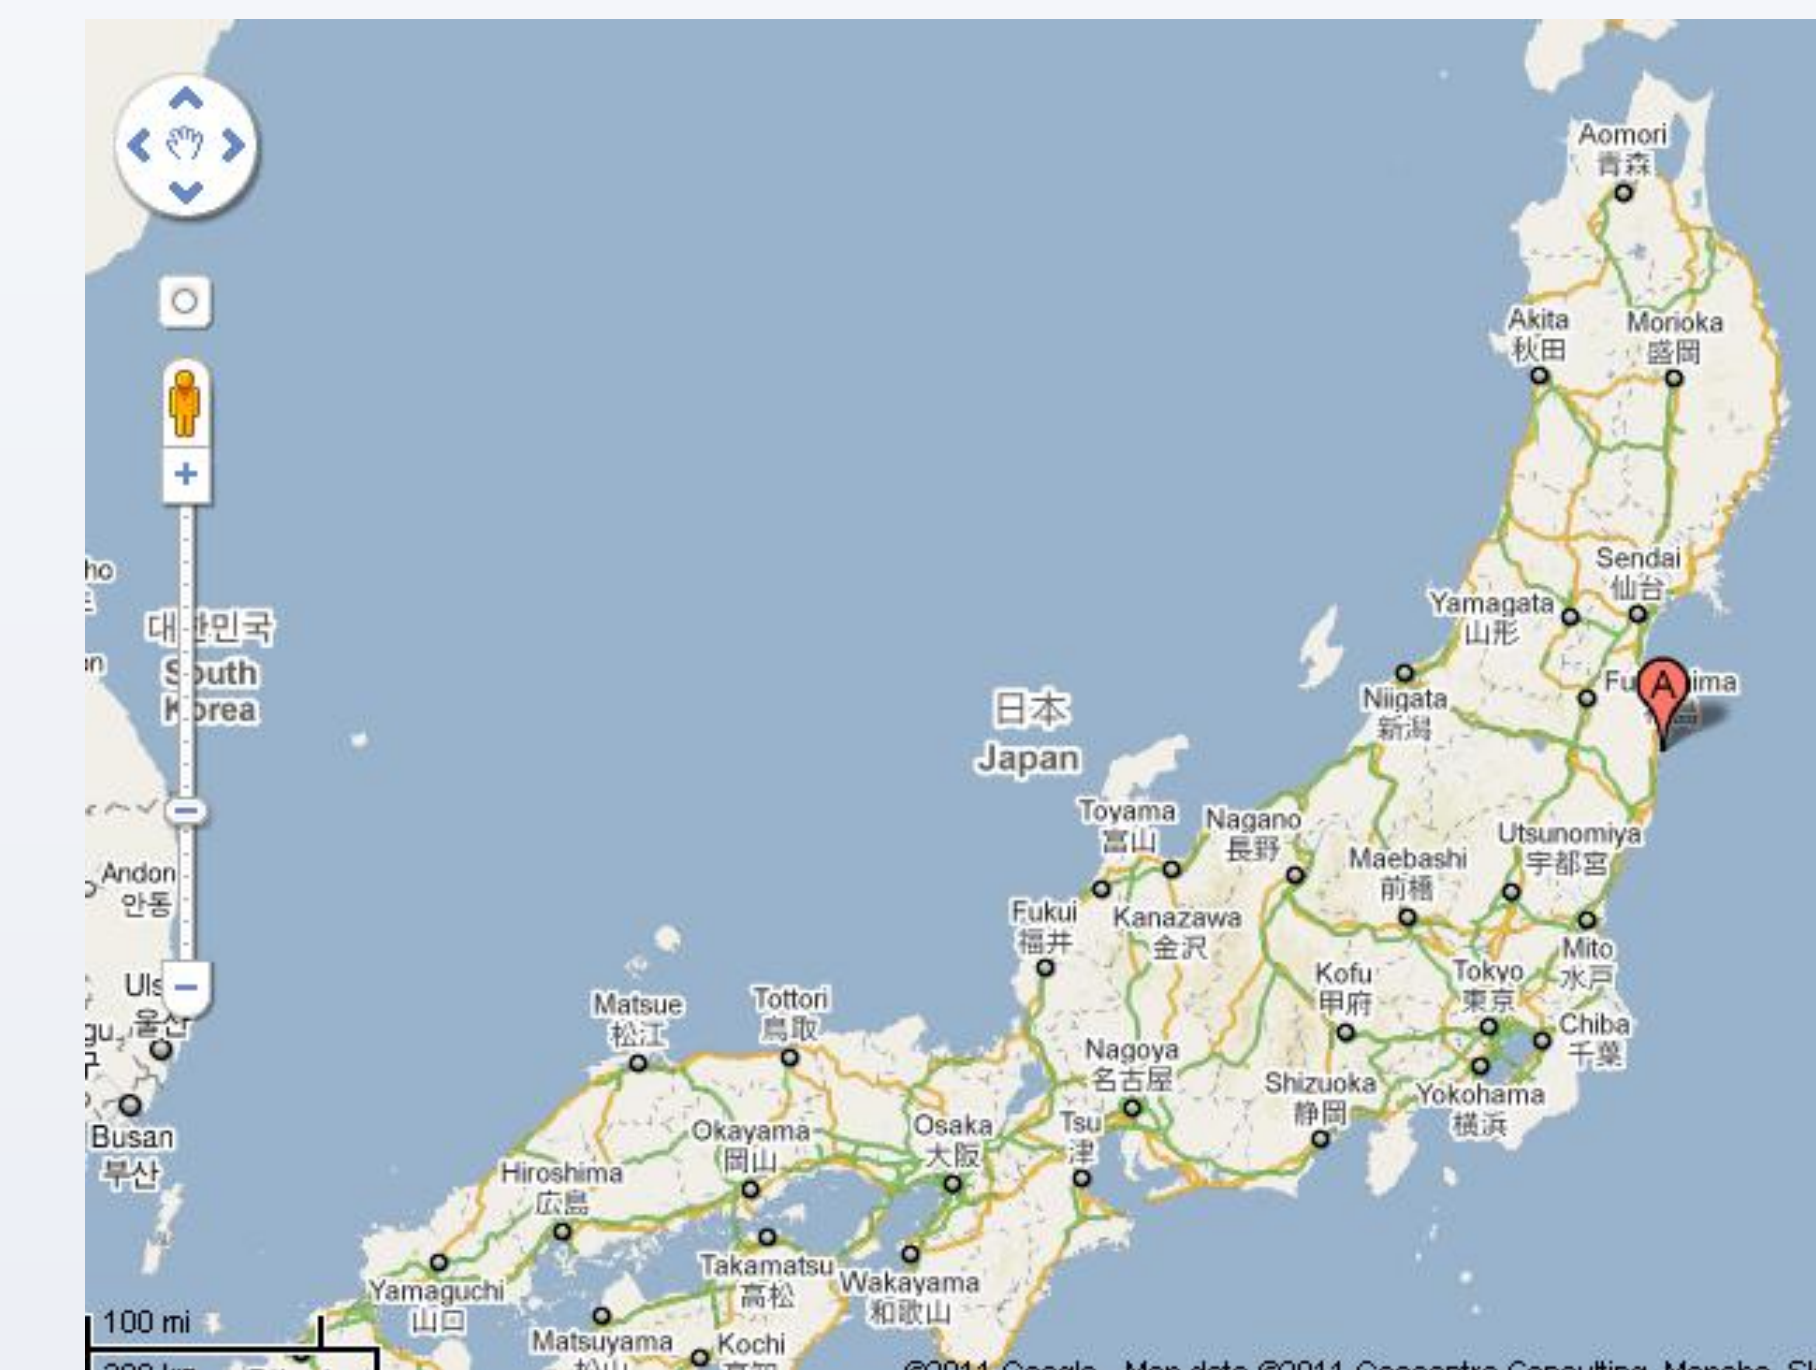 Aomori
青森
Akita
秋田
Morioka
盛岡
Sendai
仙台
Yamagata
山形
A
Niigata
新潟
대한민국
South
Korea
日本
Japan
Toyama
富山
Nagano
長野
Utsunomiya
宇都宮
Maebashi
前橋
Andon
안동
Fukui
福井
Kanazawa
金沢
Mito
水戸
Kofu
甲府
Tokyo
東京
울산
Matsue
松江
Tottori
鳥取
Chiba
千葉
Nagoya
名古屋
Shizuoka
静岡
Yokohama
横浜
Busan
부산
Okayama
岡山
Osaka
大阪
Tsu
津
Hiroshima
広島
Takamatsu
高松
Wakayama
和歌山
Yamaguchi
山口
100 mi
Matsuyama
Kochi